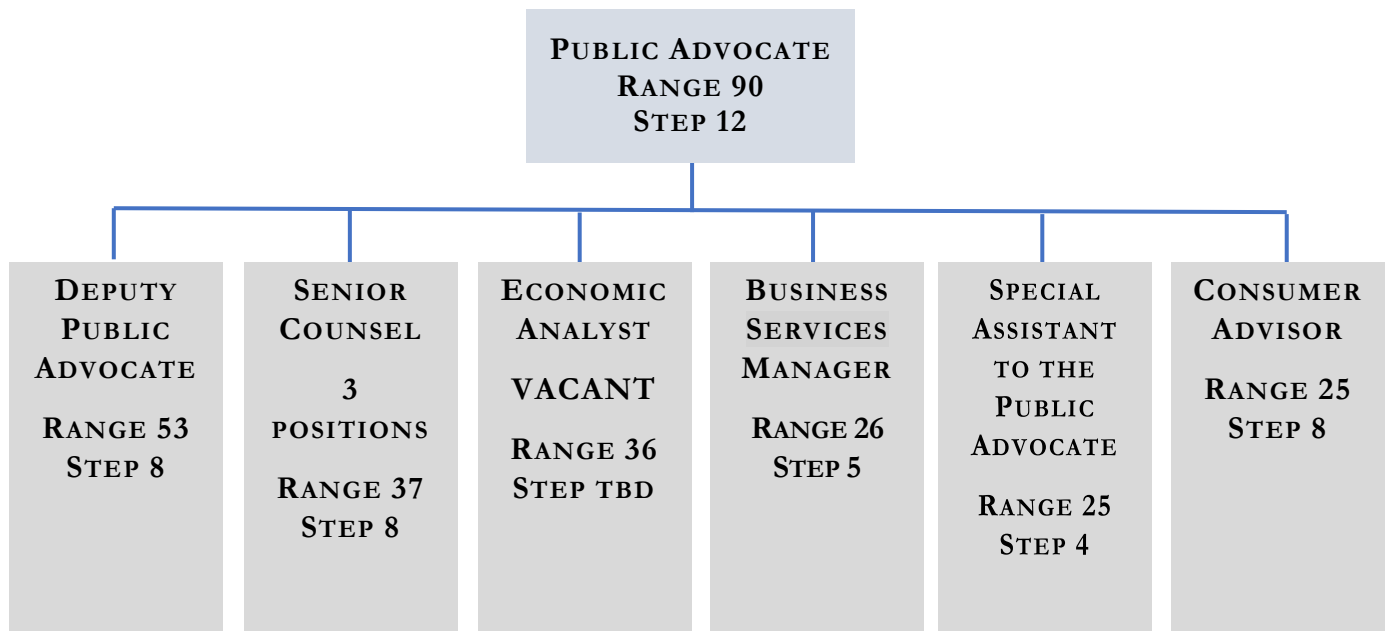 PUBLIC ADVOCATE
RANGE 90
STEP 12
DEPUTY
PUBLIC
ADVOCATE
RANGE 53
STEP 8
SENIOR
COUNSEL
3
POSITIONS
RANGE 37
STEP 8
ECONOMIC
ANALYST
VACANT
RANGE 36
STEP TBD
BUSINESS
SERVICES
MANAGER
RANGE 26
STEP 5
SPECIAL
ASSISTANT
TO THE
PUBLIC
ADVOCATE
RANGE 25
STEP 4
CONSUMER
ADVISOR
RANGE 25
STEP 8